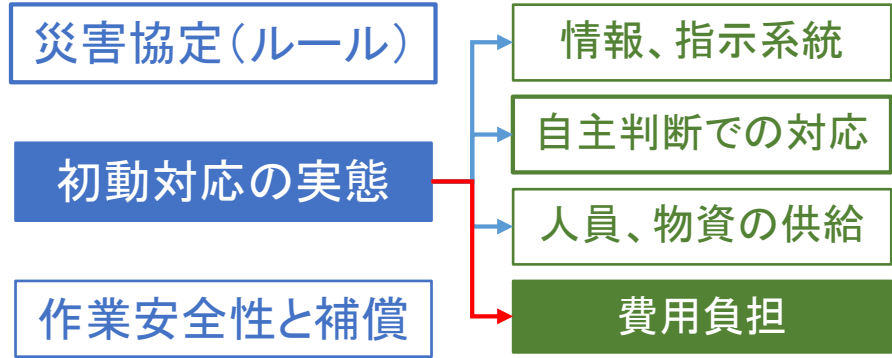 災害協定(ルール)
初動対応の実態
作業安全性と補償
情報、指示系統
自主判断での対応
人員、物資の供給
費用負担